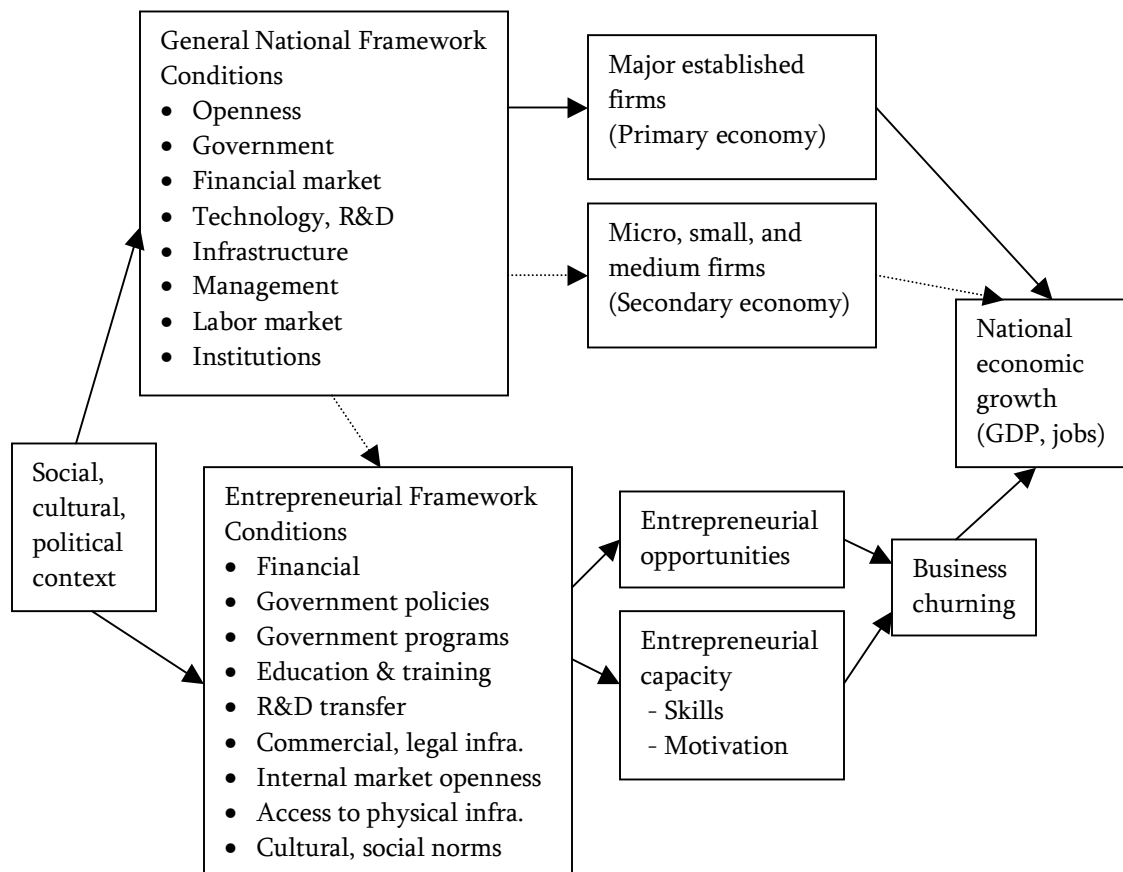 General National Framework
Conditions
• Openness
• Government
• Financial market
• Technology, R&D
• Infrastructure
• Management
• Labor market
• Institutions
Major established
firms
(Primary economy)
Micro, small, and
medium firms
(Secondary economy)
National
economic
growth
(GDP, jobs)
Social,
cultural,
political
context
Entrepreneurial Framework
Conditions
• Financial
• Government policies
• Government programs
• Education & training
• R&D transfer
• Commercial, legal infra.
• Internal market openness
• Access to physical infra.
• Cultural, social norms
Entrepreneurial
opportunities
Entrepreneurial
capacity
- Skills
- Motivation
Business
churning